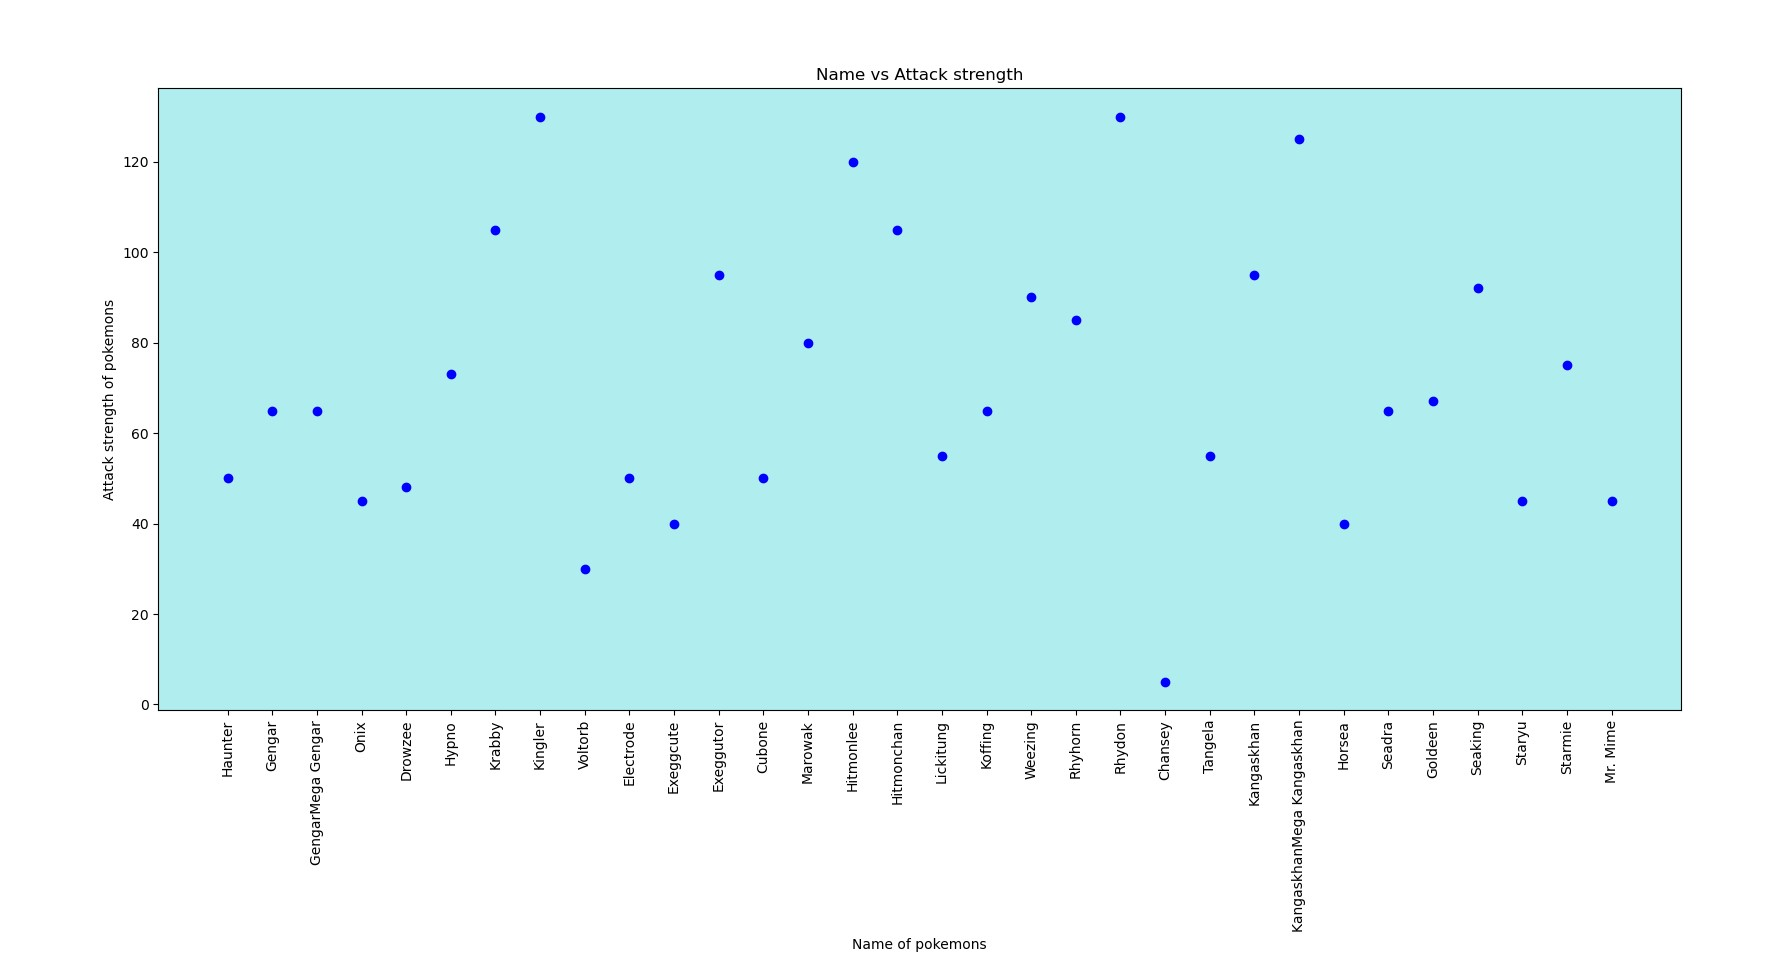 Name vs Attack strength
Attack strength of pokemons
120
100
80
60
40
20
0
Haunter
Gengar
GengarMega Gengar
Onix
Drowzee
Hypno
Krabby
Kingler
Voltorb
Electrode
Exeggcute
Exeggutor
Cubone
Marowak
Hitmonlee
Hitmonchan
Lickitung
Koffing
Weezing
Rhyhorn
Rhydon
Chansey
Tangela
Kangaskhan
KangaskhanMega Kangaskhan
Horsea
Seadra
Goldeen
Seaking
Staryu
Starmie
Mr. Mime
Name of pokemons